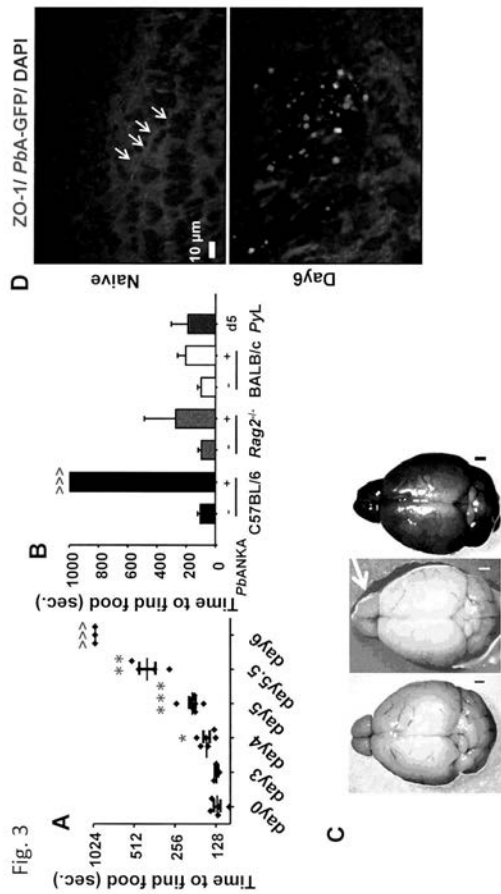 Fig. 3
A
Time to find food (sec.)
1024
512
256
128
day0
day3
day4
day5
day5.5
day6
*
***
**
>>>
B
Time to find food (sec.)
1000
800
600
400
200
0
>>>
PbANKA
-
+
-
+
-
+
d5
C57BL/6
Rag2-/-
BALB/c
PyL
C
D
ZO-1/ PbA-GFP/ DAPI
Naive
10 μm
Day6